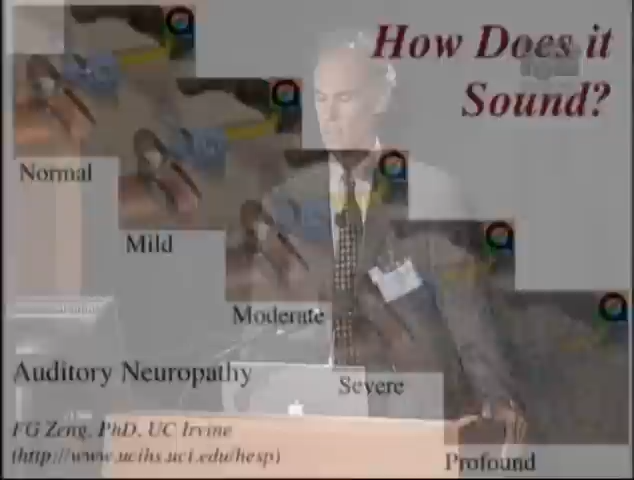 How Does it
Sound?
Normal
Mild
Moderate
Severe
Profound
Auditory Neuropathy
FG Zeng, PhD, UC Irvine
(http://www.ucihs.uci.edu/hesp)